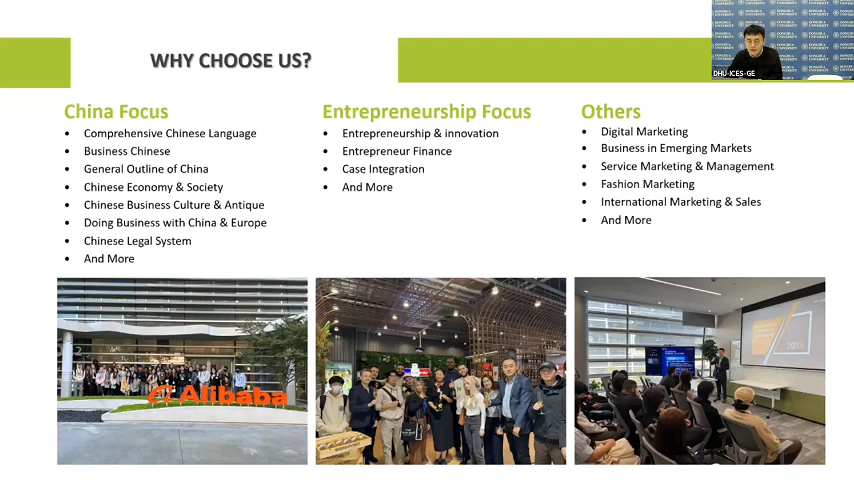 DONGHUA UNIVERSITY
DHU-ICES-GE
WHY CHOOSE US?
China Focus
• Comprehensive Chinese Language
• Business Chinese
• General Outline of China
• Chinese Economy & Society
• Chinese Business Culture & Antique
• Doing Business with China & Europe
• Chinese Legal System
• And More
Entrepreneurship Focus
• Entrepreneurship & innovation
• Entrepreneur Finance
• Case Integration
• And More
Others
• Digital Marketing
• Business in Emerging Markets
• Service Marketing & Management
• Fashion Marketing
• International Marketing & Sales
• And More
Alibaba